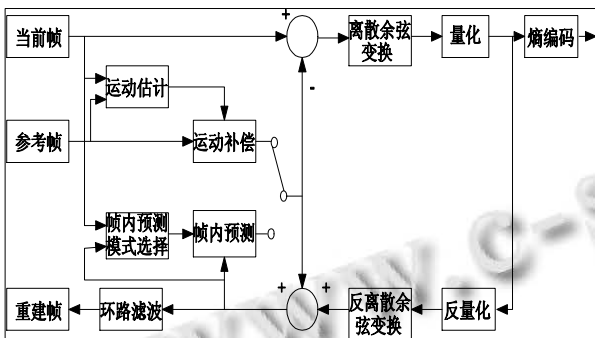 当前帧
+
离散余弦
变换
量化
熵编码
运动估计
-
参考帧
运动补偿
帧内预测
模式选择
帧内预测
+
+
重建帧
环路滤波
反离散余
弦变换
反量化
www.c-s